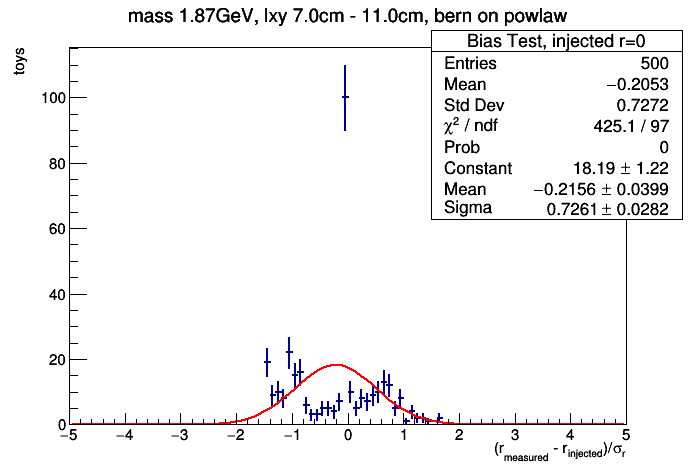 mass 1.87GeV, lxy 7.0cm - 11.0cm, bern on powlaw
Bias Test, injected r=0
Entries 500
Mean −0.2053
Std Dev 0.7272
χ² / ndf 425.1 / 97
Prob 0
Constant 18.19 ± 1.22
Mean −0.2156 ± 0.0399
Sigma 0.7261 ± 0.0282
toys
100
80
60
40
20
0
−5 −4 −3 −2 −1 0 1 2 3 4 5
(r_measured - r_injected)/σ_r